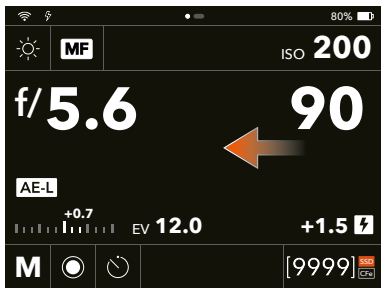 80%
MF
ISO 200
f/5.6 90
AE-L
+0.7
EV 12.0 +1.5
M [9999] SSD
CFe